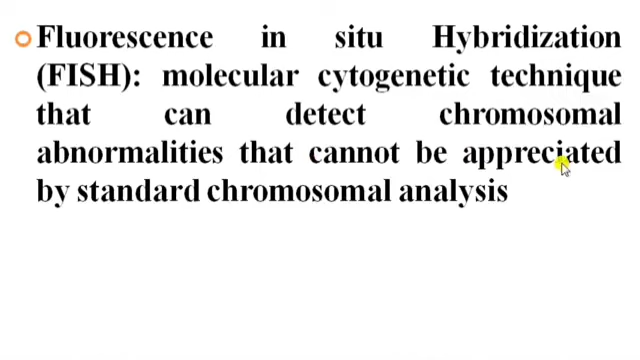 Fluorescence in situ Hybridization
(FISH): molecular cytogenetic technique
that can detect chromosomal
abnormalities that cannot be appreciated
by standard chromosomal analysis